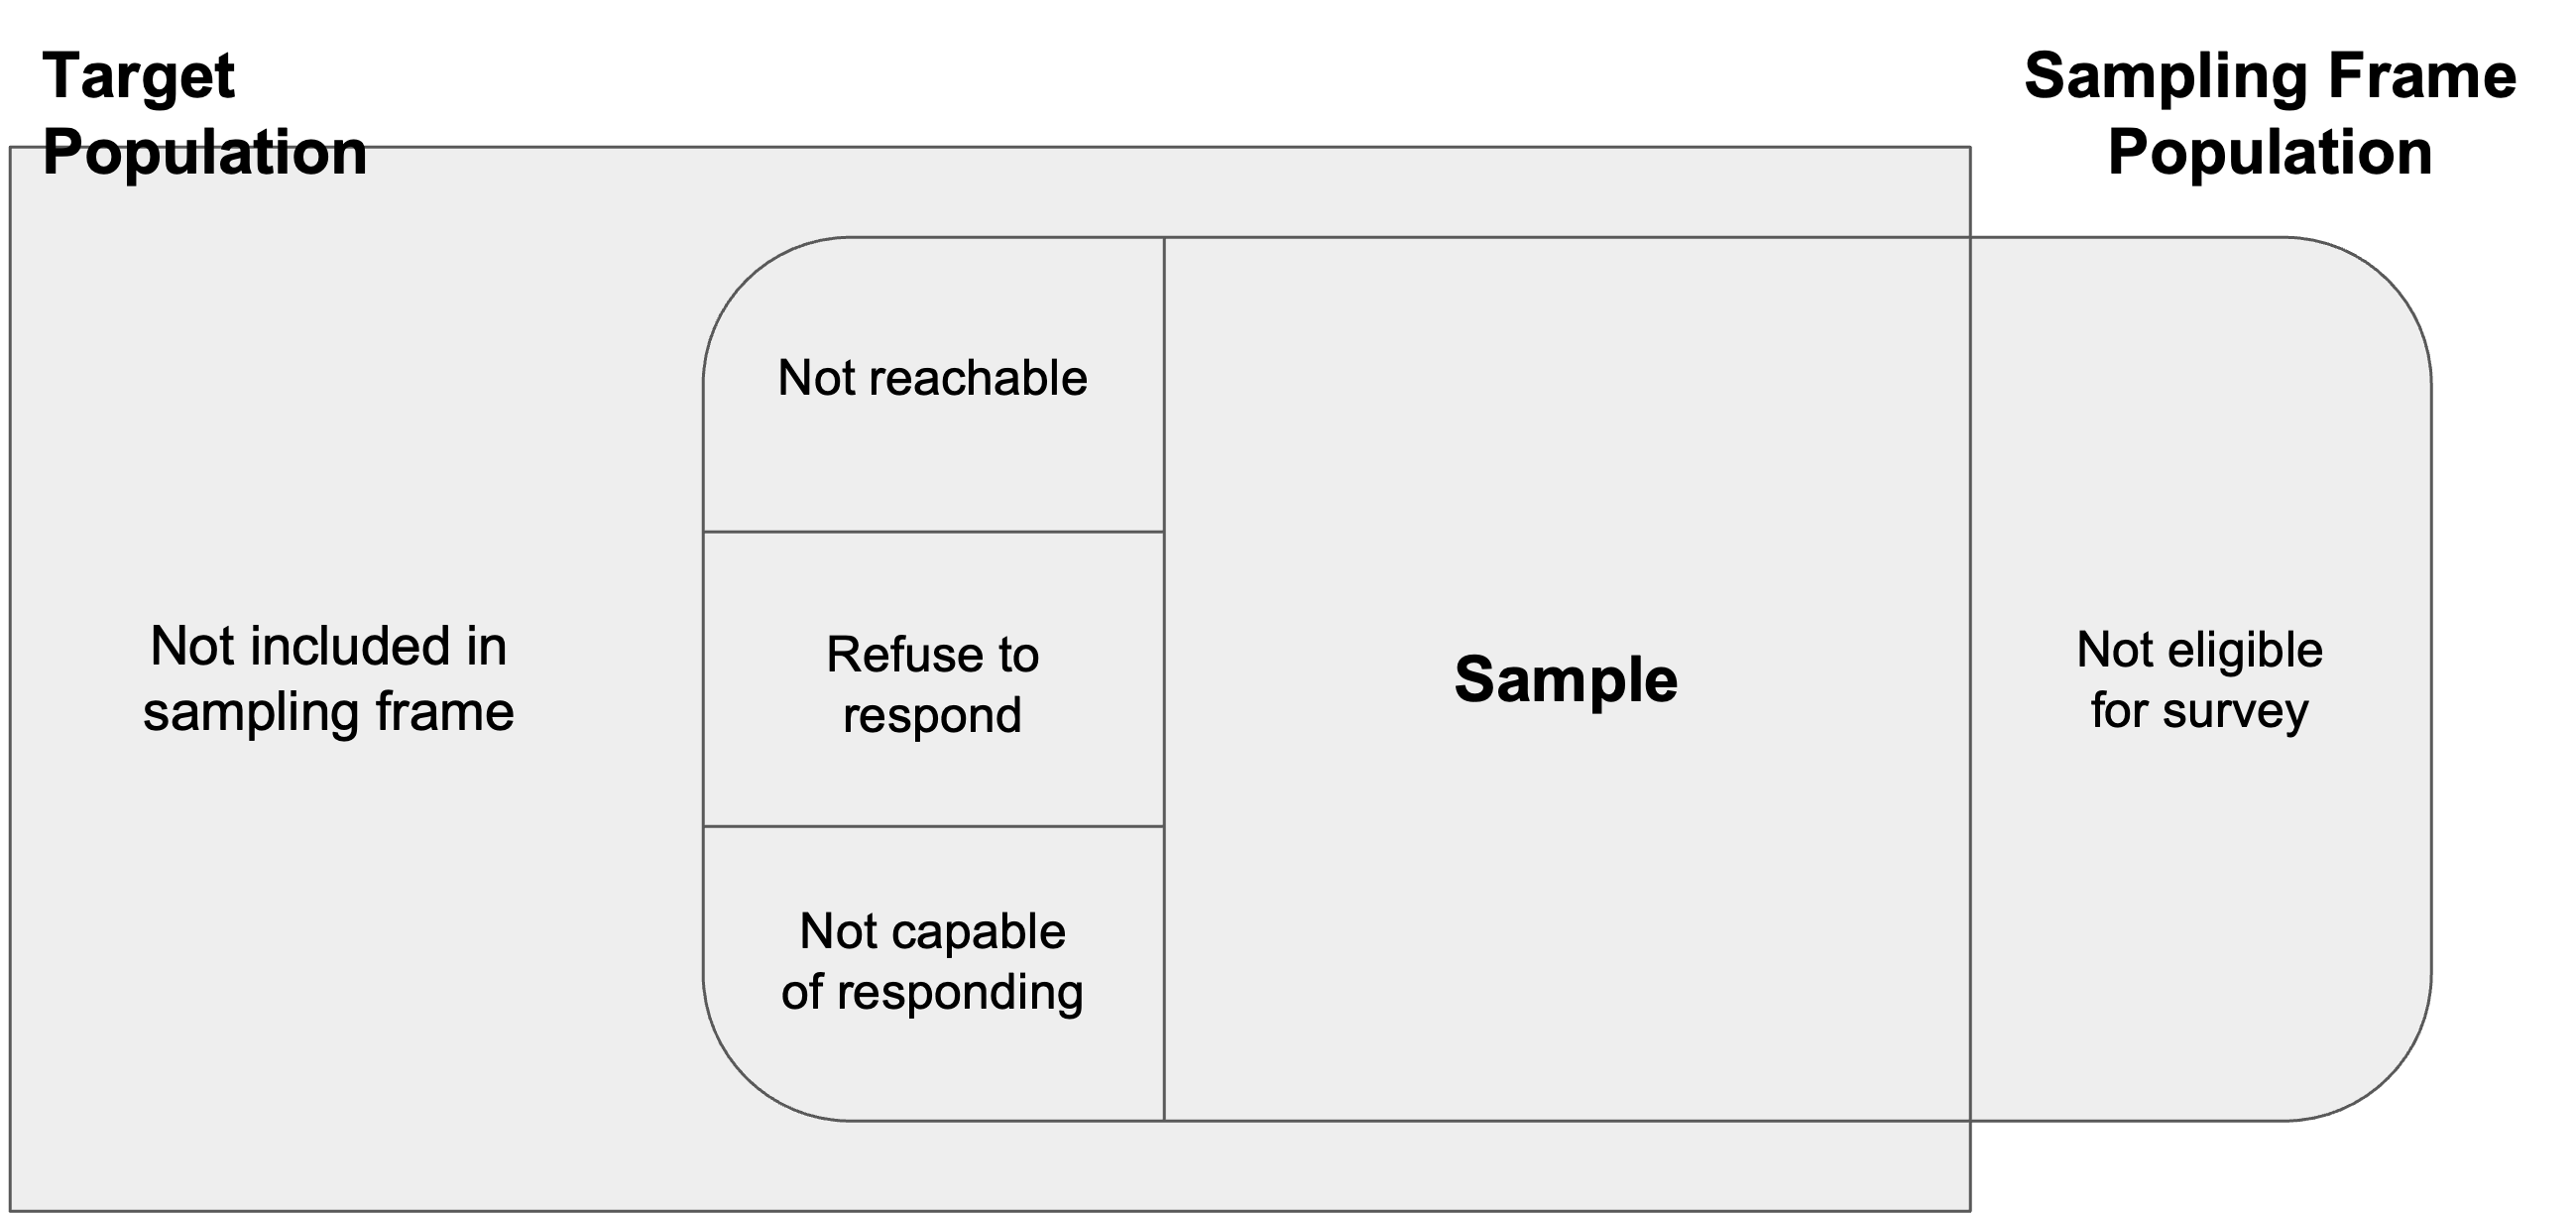 Target
Population
Sampling Frame
Population
Not included in
sampling frame
Not reachable
Refuse to
respond
Not capable
of responding
Sample
Not eligible
for survey